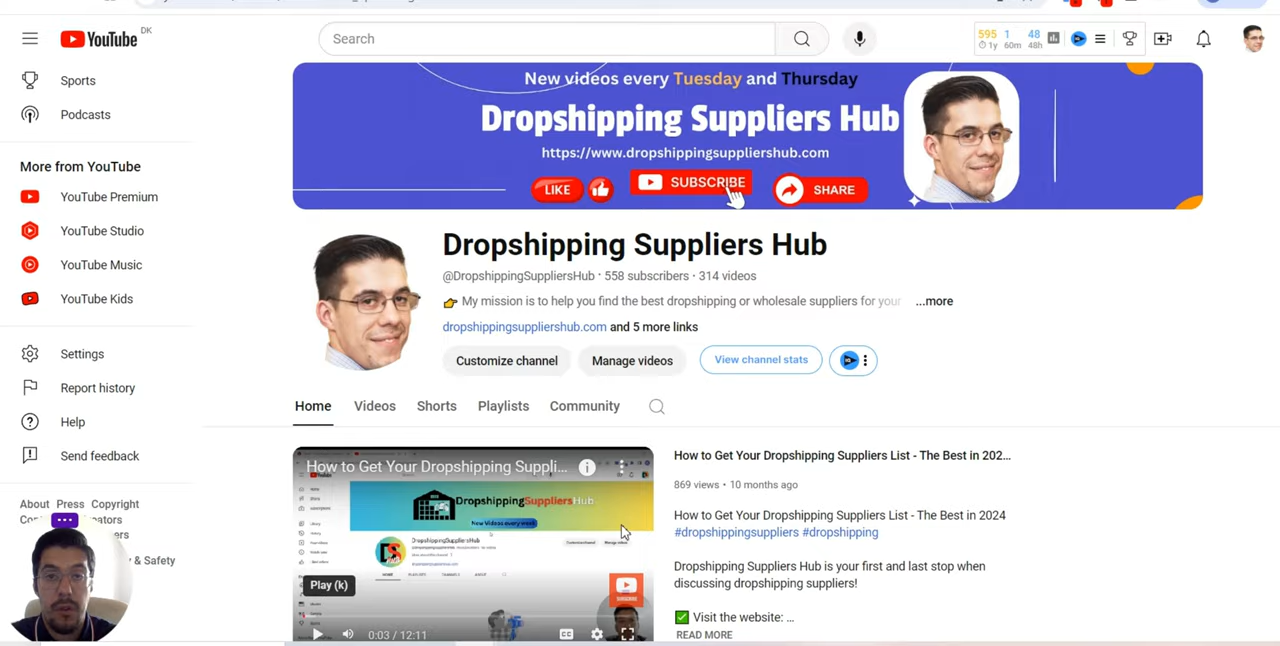 YouTube DK
Search
595 1 48
1y 60m 48h
Sports
Podcasts
More from YouTube
YouTube Premium
YouTube Studio
YouTube Music
YouTube Kids
Settings
Report history
Help
Send feedback
About Press Copyright
& Safety
New videos every Tuesday and Thursday
Dropshipping Suppliers Hub
https://www.dropshippingsuppliershub.com
LIKE SUBSCRIBE SHARE
Dropshipping Suppliers Hub
@DropshippingSuppliersHub · 558 subscribers · 314 videos
My mission is to help you find the best dropshipping or wholesale suppliers for your ...more
dropshippingsuppliershub.com and 5 more links
Customize channel Manage videos View channel stats
Home Videos Shorts Playlists Community
How to Get Your Dropshipping Suppli...
DropshippingSuppliersHub
New Videos every week
DropshippingSuppliersHub
Play (k)
SUBSCRIBE
0:03 / 12:11
CC
How to Get Your Dropshipping Suppliers List - The Best in 202...
869 views · 10 months ago
How to Get Your Dropshipping Suppliers List - The Best in 2024
#dropshippingsuppliers #dropshipping
Dropshipping Suppliers Hub is your first and last stop when
discussing dropshipping suppliers!
Visit the website: ...
READ MORE